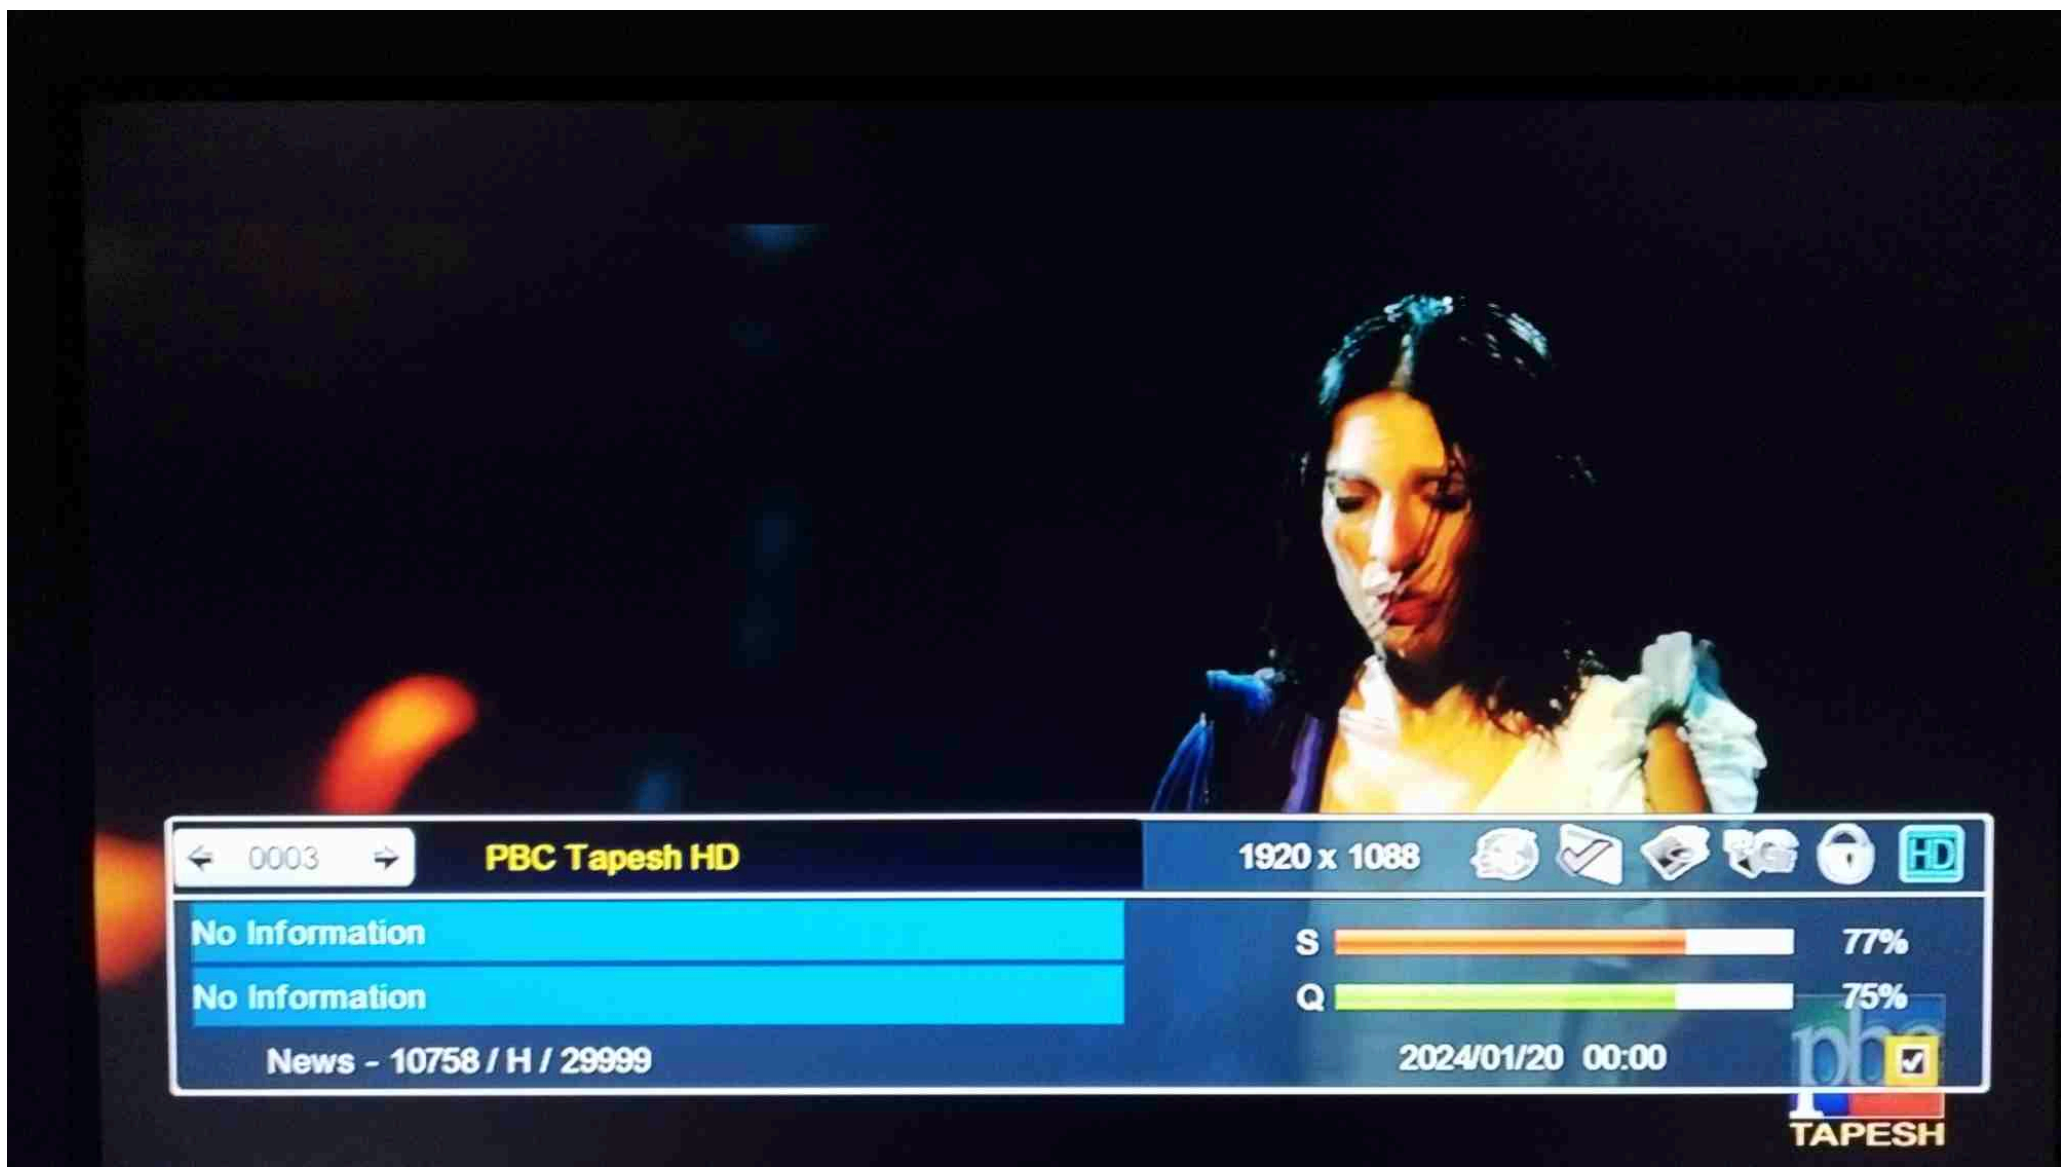 0003 PBC Tapesh HD 1920 x 1088 HD
No Information S 77%
No Information Q 75%
News - 10758 / H / 29999 2024/01/20 00:00
pbc
TAPESH